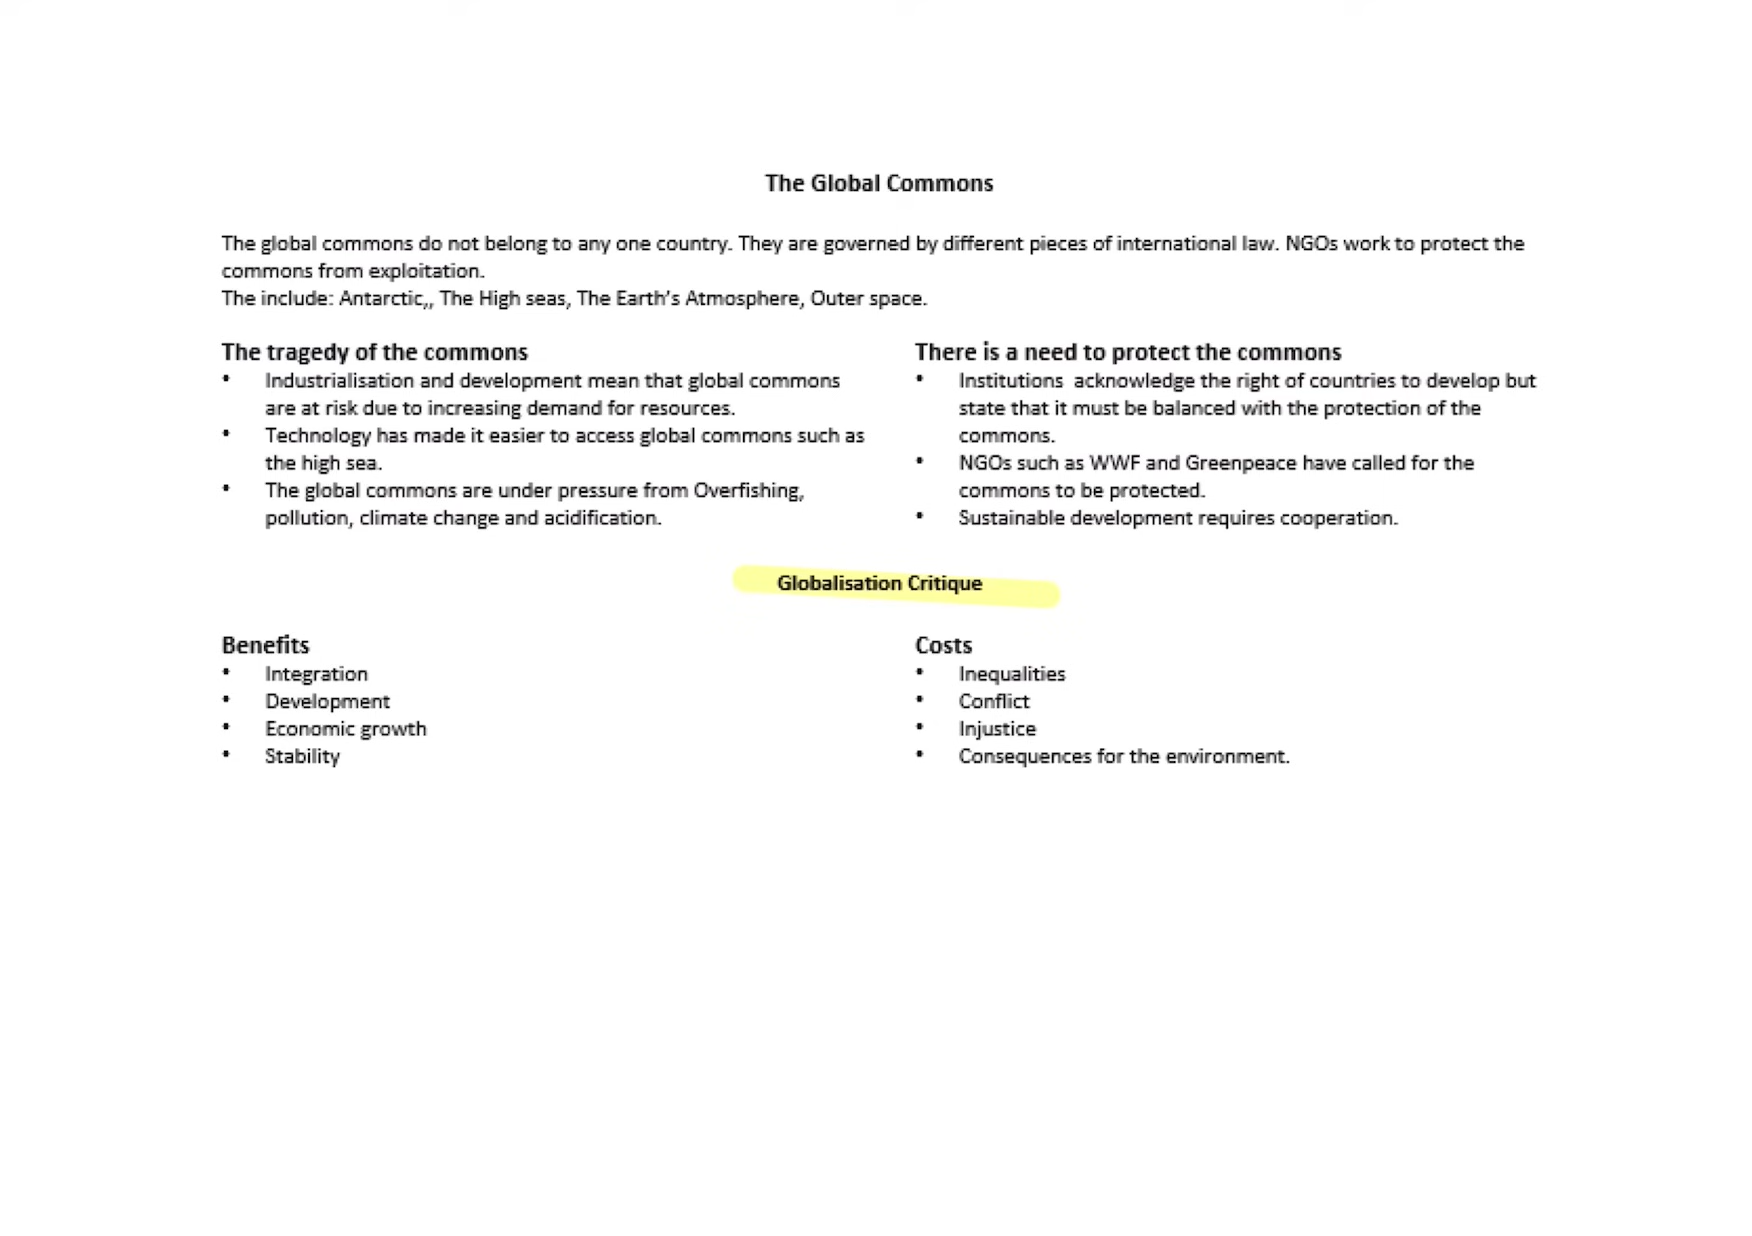 The Global Commons
The global commons do not belong to any one country. They are governed by different pieces of international law. NGOs work to protect the
commons from exploitation.
The include: Antarctic,, The High seas, The Earth's Atmosphere, Outer space.
The tragedy of the commons
• Industrialisation and development mean that global commons
are at risk due to increasing demand for resources.
• Technology has made it easier to access global commons such as
the high sea.
• The global commons are under pressure from Overfishing,
pollution, climate change and acidification.
There is a need to protect the commons
• Institutions  acknowledge the right of countries to develop but
state that it must be balanced with the protection of the
commons.
• NGOs such as WWF and Greenpeace have called for the
commons to be protected.
• Sustainable development requires cooperation.
Globalisation Critique
Benefits
• Integration
• Development
• Economic growth
• Stability
Costs
• Inequalities
• Conflict
• Injustice
• Consequences for the environment.